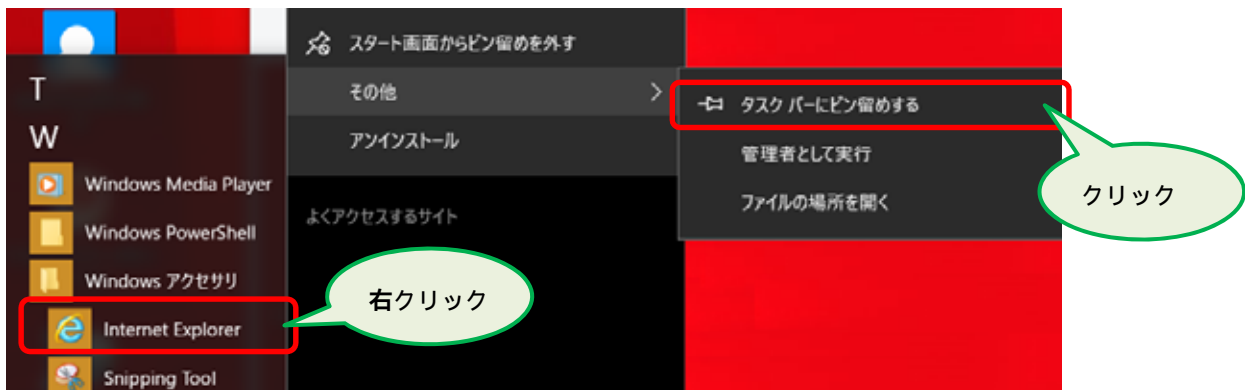 T
W
Windows Media Player
Windows PowerShell
Windows アクセサリ
Internet Explorer
Snipping Tool
スタート画面からピン留めを外す
その他
アンインストール
よくアクセスするサイト
タスク バーにピン留めする
管理者として実行
ファイルの場所を開く
右クリック
クリック